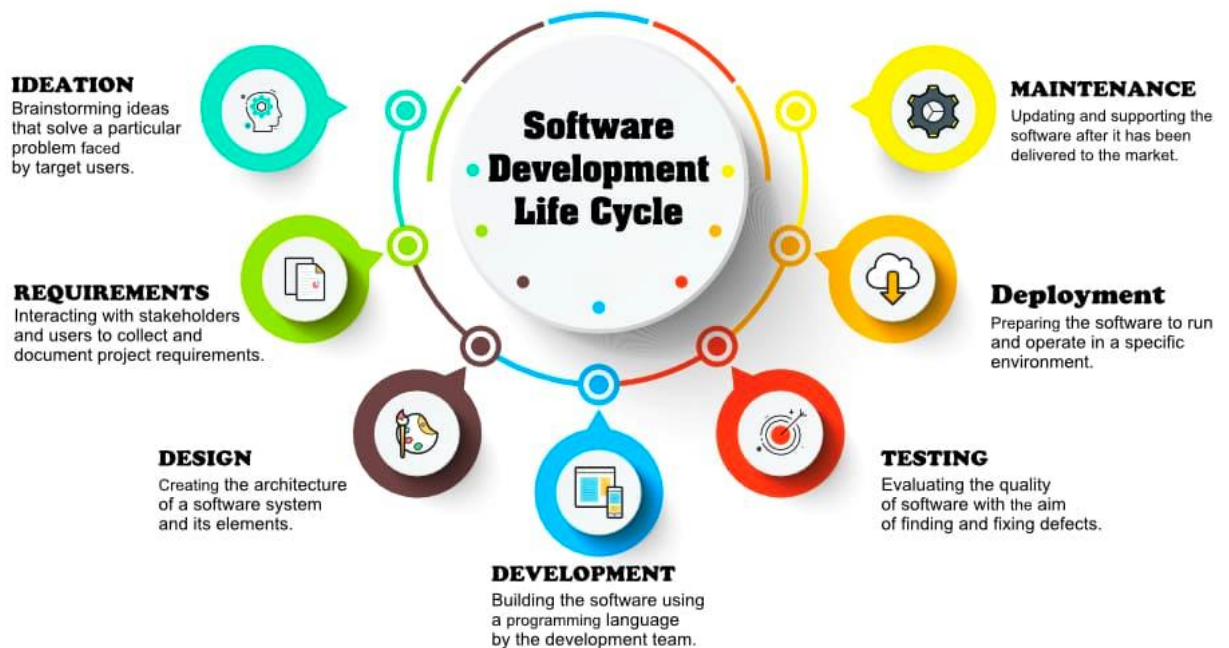 Software
Development
Life Cycle
IDEATION
Brainstorming ideas
that solve a particular
problem faced
by target users.
REQUIREMENTS
Interacting with stakeholders
and users to collect and
document project requirements.
DESIGN
Creating the architecture
of a software system
and its elements.
DEVELOPMENT
Building the software using
a programming language
by the development team.
TESTING
Evaluating the quality
of software with the aim
of finding and fixing defects.
Deployment
Preparing the software to run
and operate in a specific
environment.
MAINTENANCE
Updating and supporting the
software after it has been
delivered to the market.